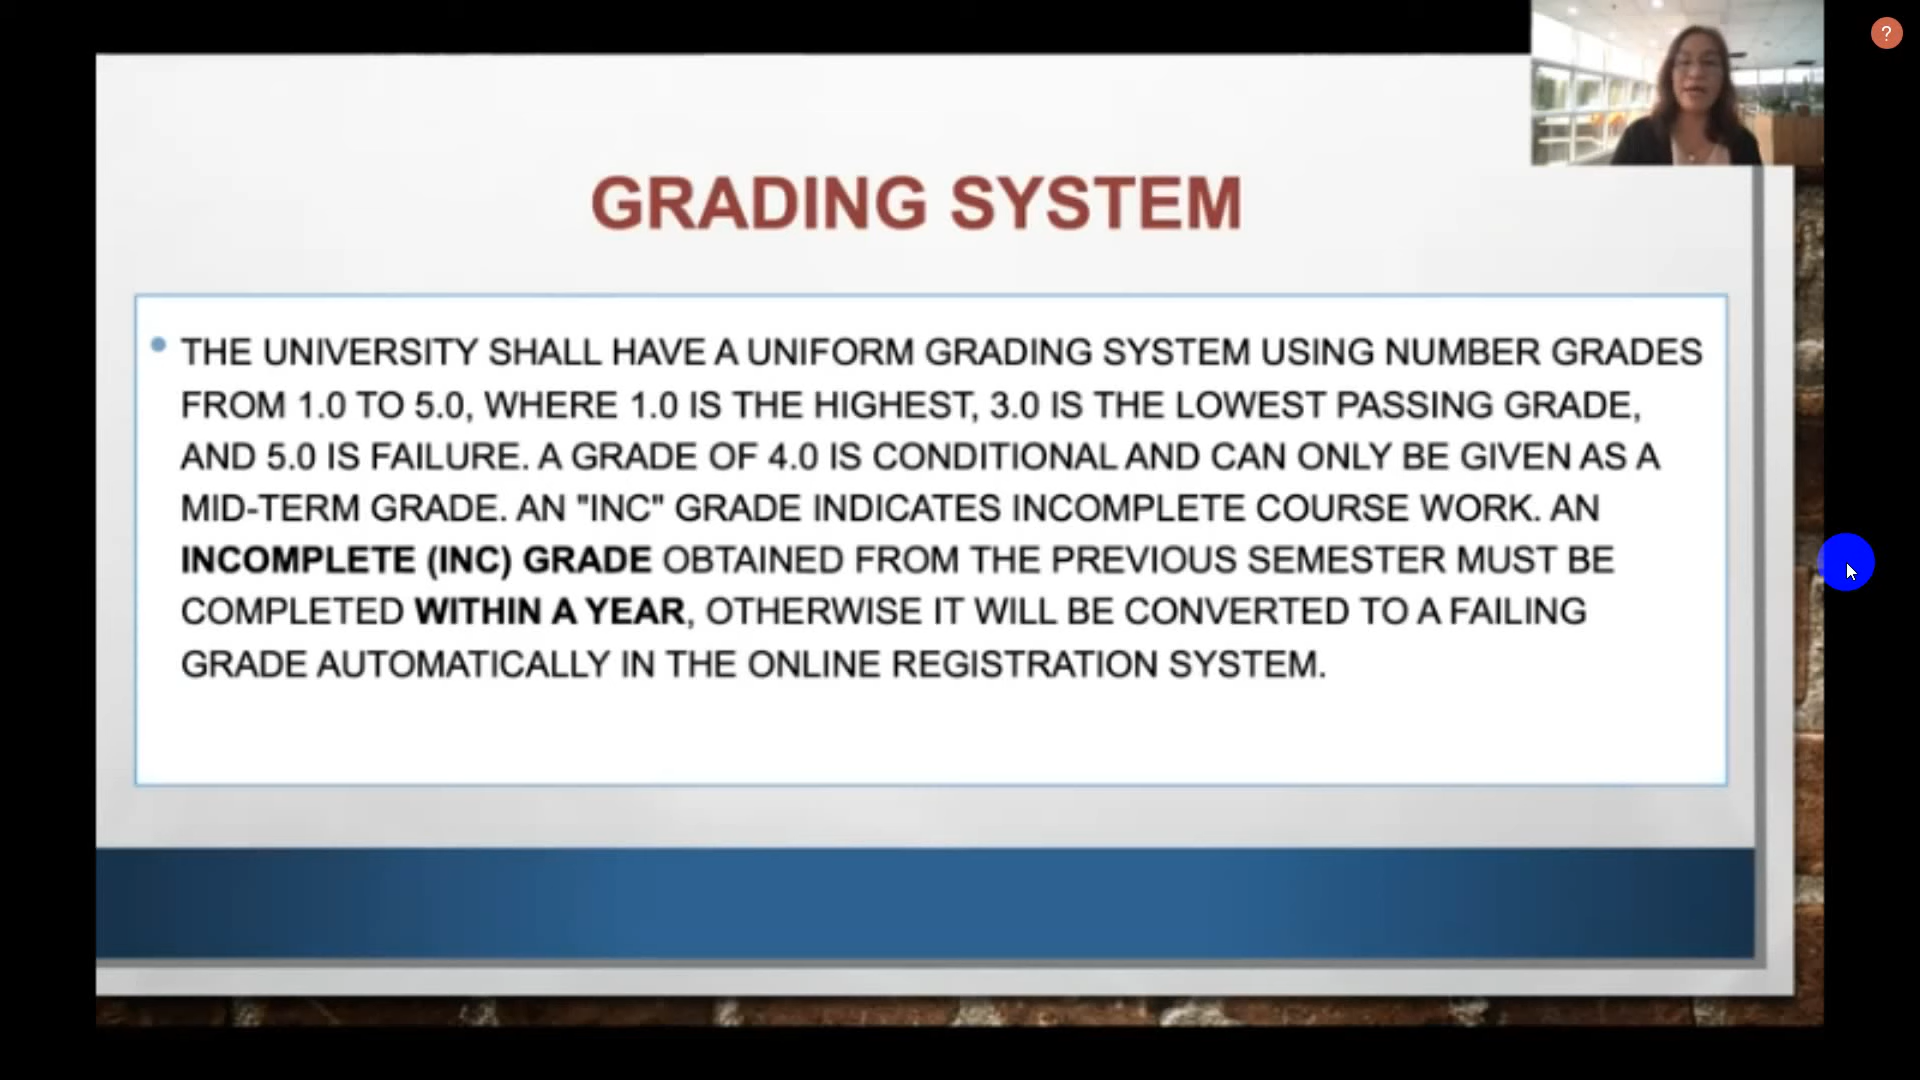 ?
GRADING SYSTEM
• THE UNIVERSITY SHALL HAVE A UNIFORM GRADING SYSTEM USING NUMBER GRADES
FROM 1.0 TO 5.0, WHERE 1.0 IS THE HIGHEST, 3.0 IS THE LOWEST PASSING GRADE,
AND 5.0 IS FAILURE. A GRADE OF 4.0 IS CONDITIONAL AND CAN ONLY BE GIVEN AS A
MID-TERM GRADE. AN "INC" GRADE INDICATES INCOMPLETE COURSE WORK. AN
INCOMPLETE (INC) GRADE OBTAINED FROM THE PREVIOUS SEMESTER MUST BE
COMPLETED WITHIN A YEAR, OTHERWISE IT WILL BE CONVERTED TO A FAILING
GRADE AUTOMATICALLY IN THE ONLINE REGISTRATION SYSTEM.